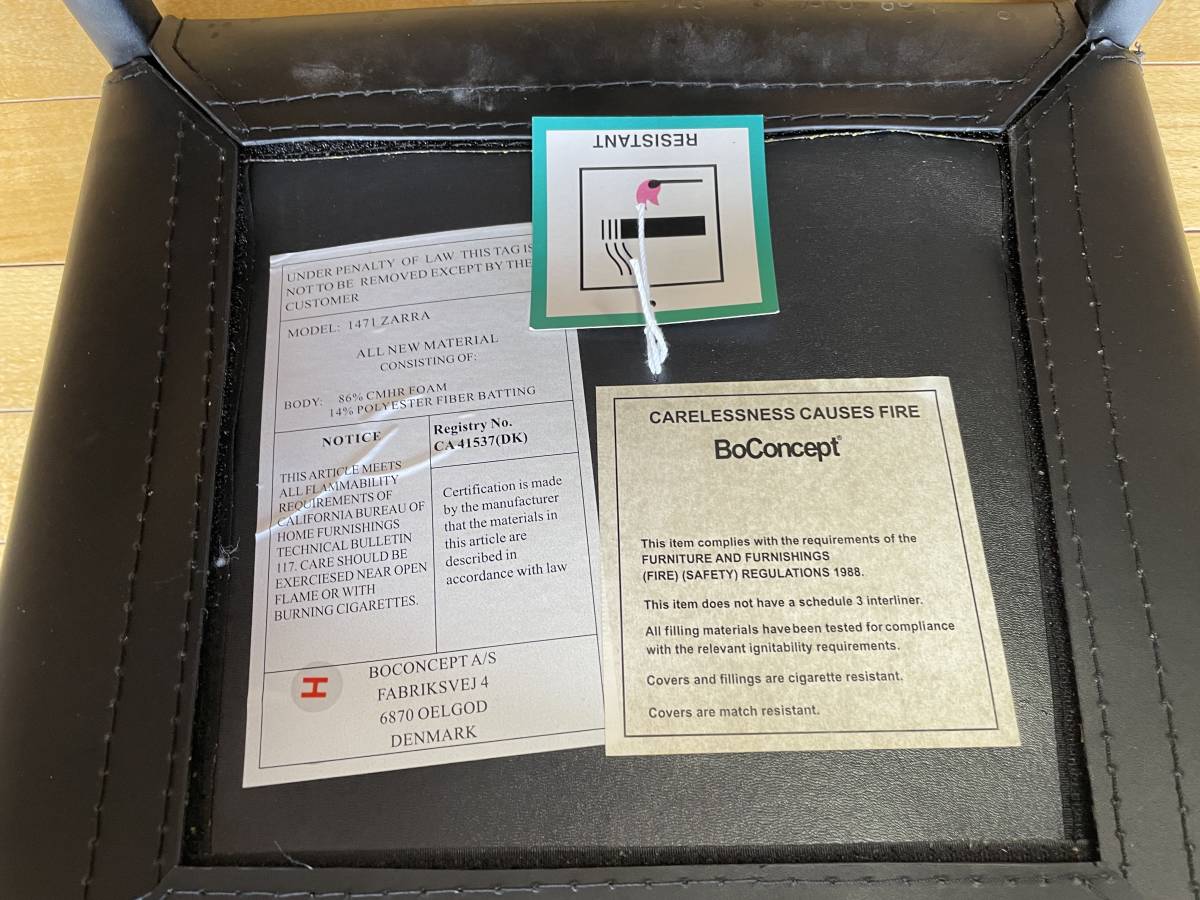 RESISTANT
UNDER PENALTY OF LAW THIS TAG IS
NOT TO BE REMOVED EXCEPT BY THE
CUSTOMER
MODEL: 1471 ZARRA
ALL NEW MATERIAL
CONSISTING OF:
BODY: 86% CMHR FOAM
14% POLYESTER FIBER BATTING
NOTICE
THIS ARTICLE MEETS
ALL FLAMMABILITY
REQUIREMENTS OF
CALIFORNIA BUREAU OF
HOME FURNISHINGS
TECHNICAL BULLETIN
117. CARE SHOULD BE
EXERCIESED NEAR OPEN
FLAME OR WITH
BURNING CIGARETTES.
Registry No.
CA 41537(DK)
Certification is made
by the manufacturer
that the materials in
this article are
described in
accordance with law
H
BOCONCEPT A/S
FABRIKSVEJ 4
6870 OELGOD
DENMARK
CARELESSNESS CAUSES FIRE
BoConcept®
This item complies with the requirements of the
FURNITURE AND FURNISHINGS
(FIRE) (SAFETY) REGULATIONS 1988.
This item does not have a schedule 3 interliner.
All filling materials have been tested for compliance
with the relevant ignitability requirements.
Covers and fillings are cigarette resistant.
Covers are match resistant.